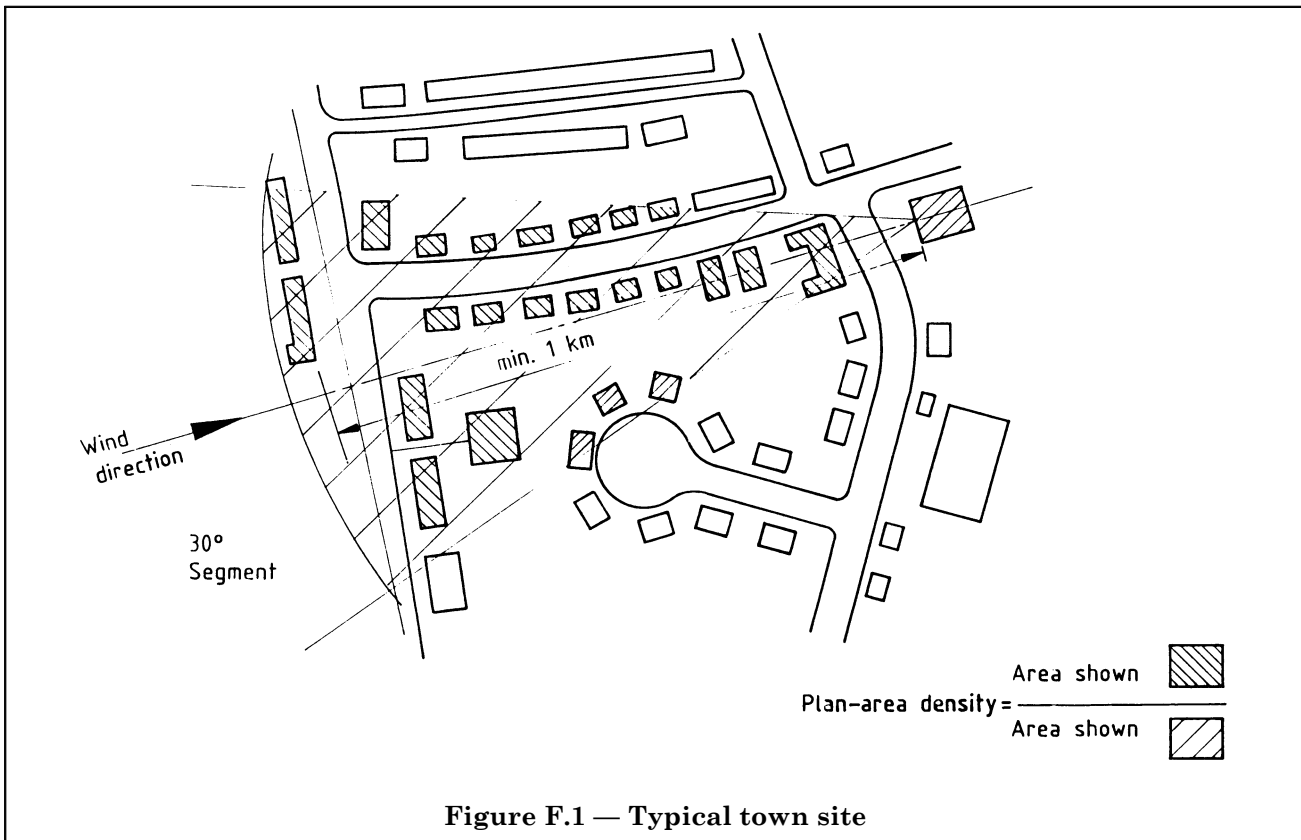 min. 1 km
Wind
direction
30°
Segment
Area shown
Plan-area density=
Area shown
Figure F.1 — Typical town site